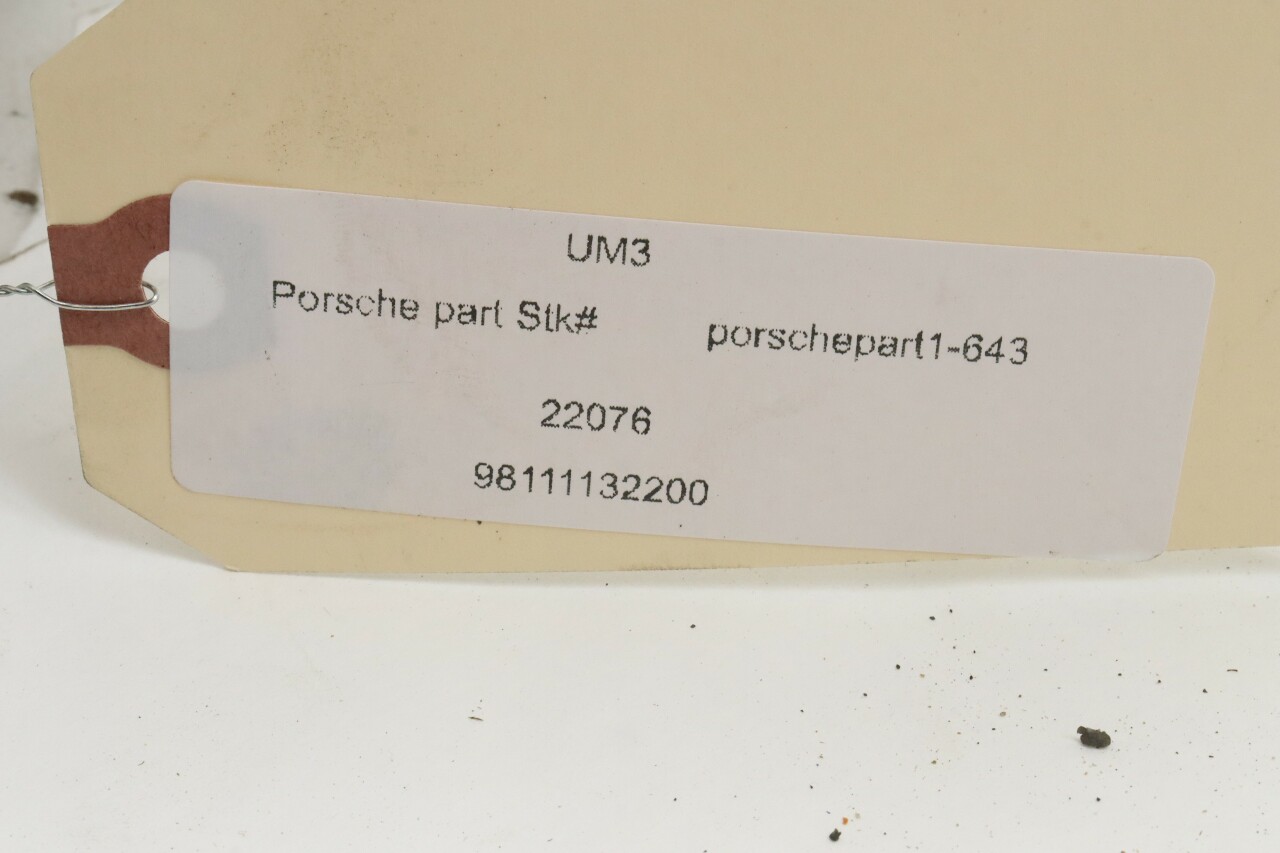 UM3
Porsche part Stk# porschepart1-643
22076
98111132200